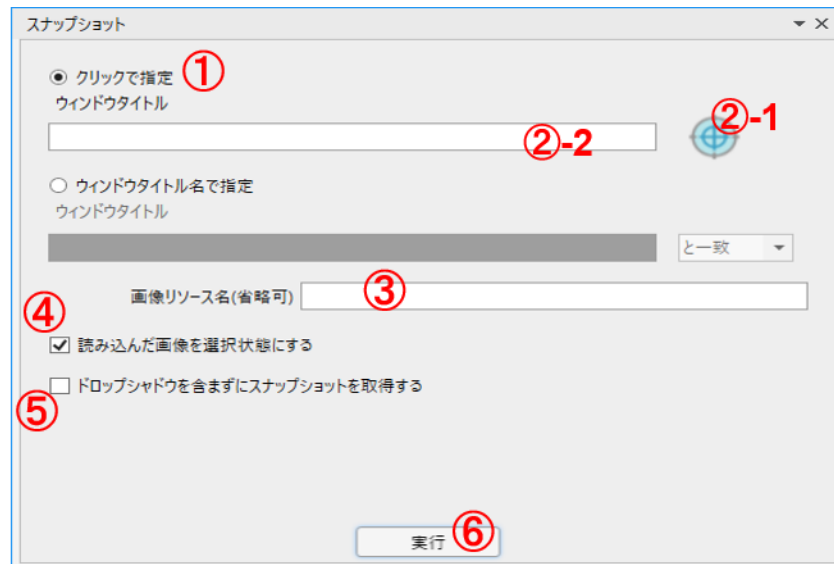 スナップショット
クリックで指定 ①
ウィンドウタイトル
②-2 ②-1
ウィンドウタイトル名で指定
ウィンドウタイトル
と一致
画像リソース名(省略可) ③
④
読み込んだ画像を選択状態にする
ドロップシャドウを含まずにスナップショットを取得する
⑤
実行 ⑥